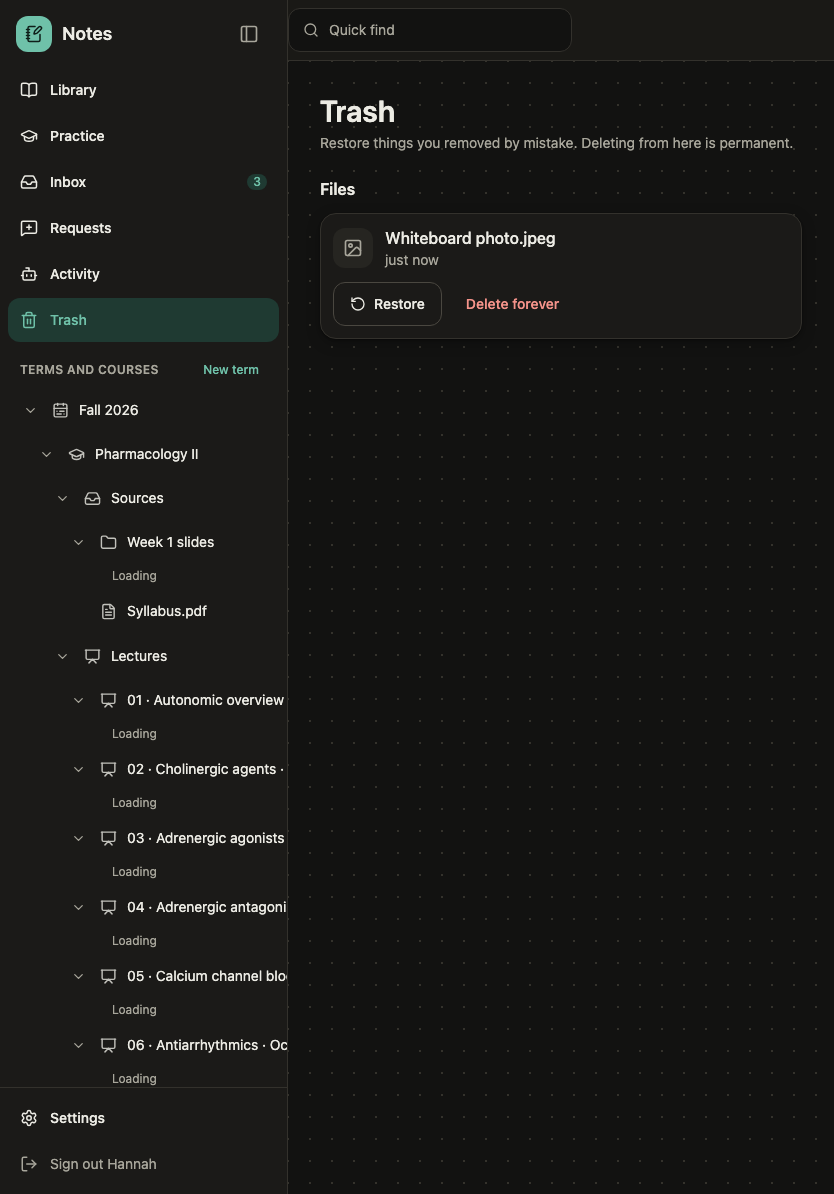 Notes
Quick find
Library
Practice
Inbox
3
Requests
Activity
Trash
TERMS AND COURSES
New term
Fall 2026
Pharmacology II
Sources
Week 1 slides
Loading
Syllabus.pdf
Lectures
01 · Autonomic overview
Loading
02 · Cholinergic agents ·
Loading
03 · Adrenergic agonists
Loading
04 · Adrenergic antagoni
Loading
05 · Calcium channel blo
Loading
06 · Antiarrhythmics · Oc
Loading
Settings
Sign out Hannah
Trash
Restore things you removed by mistake. Deleting from here is permanent.
Files
Whiteboard photo.jpeg
just now
Restore
Delete forever